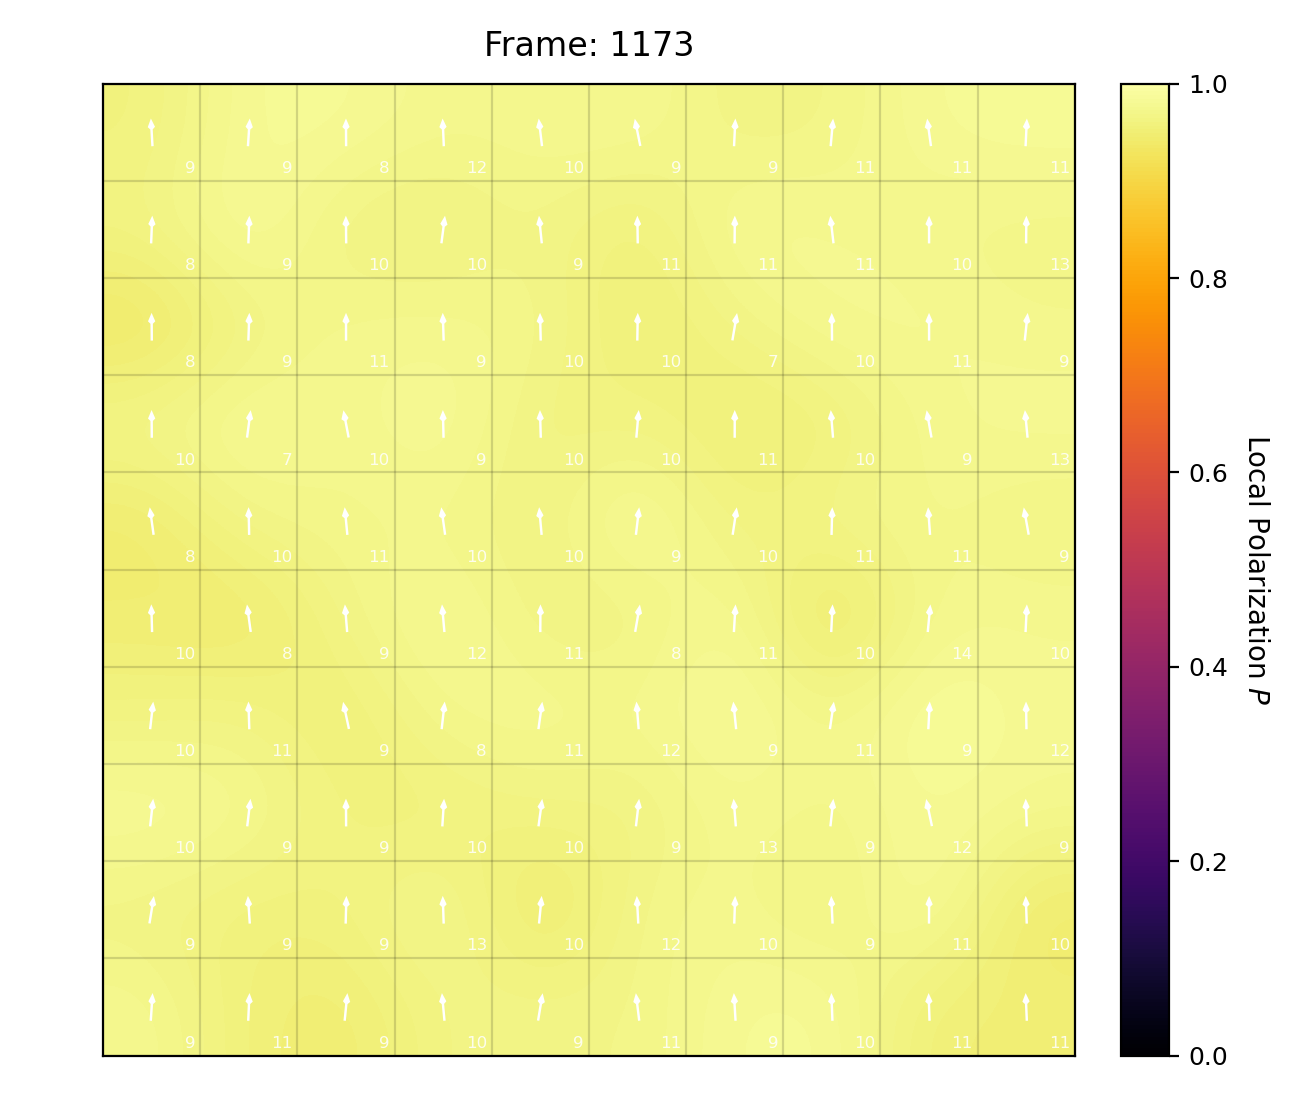 Frame: 1173
9 9 8 12 10 9 9 11 11 11
8 9 10 10 9 11 11 11 10 13
8 9 11 9 10 10 7 10 11 9
10 7 10 9 10 10 11 10 9 13
8 10 11 10 10 9 10 11 11 9
10 8 9 12 11 8 11 10 14 10
10 11 9 8 11 12 9 11 9 12
10 9 9 10 10 9 13 9 12 9
9 9 9 13 10 12 10 9 11 10
9 11 9 10 9 11 9 10 11 11
1.0
0.8
0.6
0.4
0.2
0.0
Local Polarization P